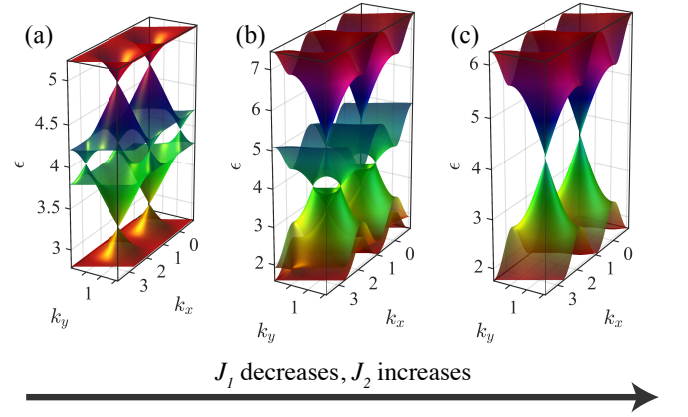 (a) (b) (c)
5 4.5 4 3.5 3
ϵ
k_y 1 3 2 1 0 k_x
7 6 5 4 3 2
ϵ
k_y 1 3 2 1 0 k_x
6 5 4 3 2
ϵ
k_y 1 3 2 1 0 k_x
J_1 decreases, J_2 increases